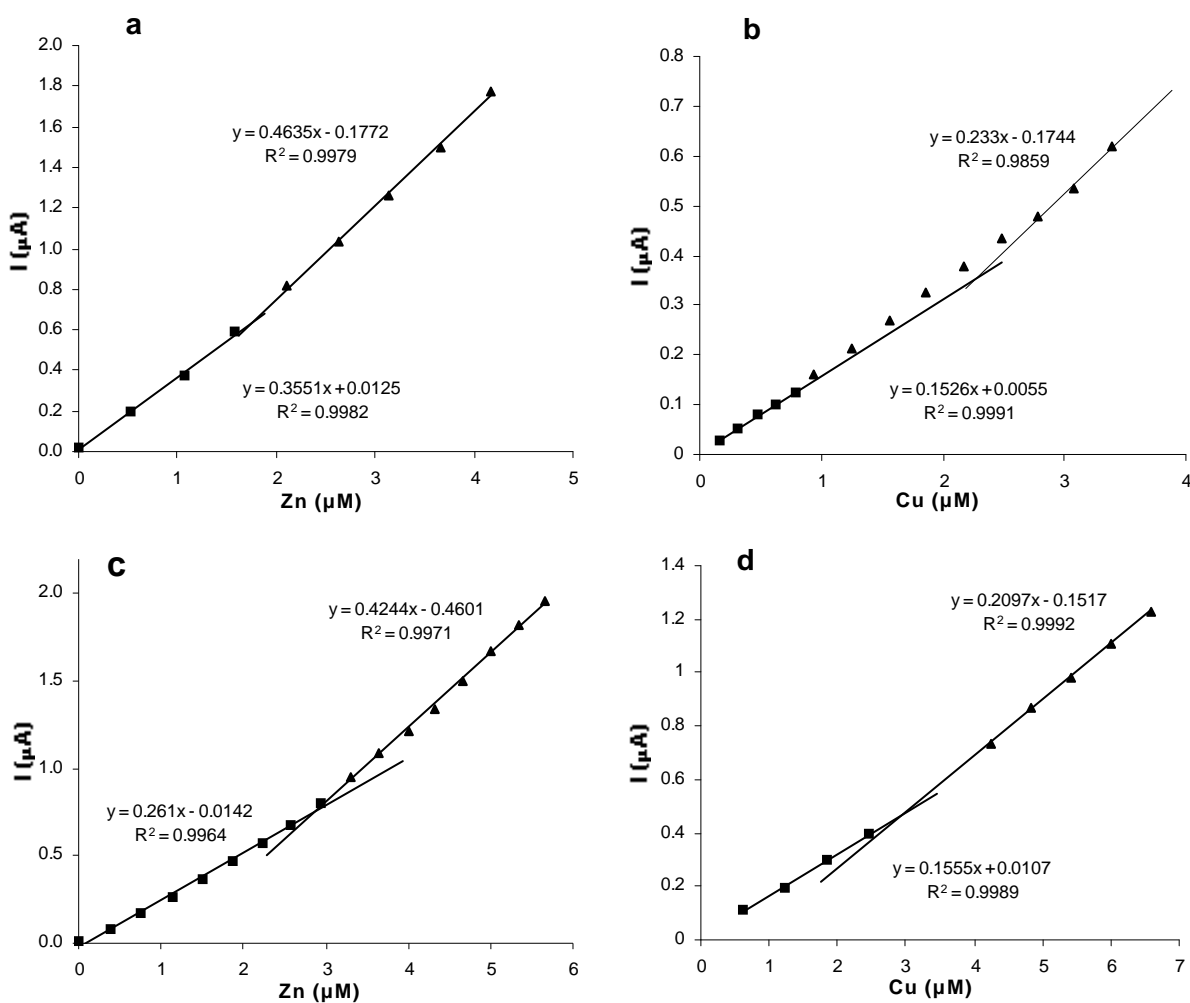 a
2.0
1.8
1.6
1.4
1.2
1.0
0.8
0.6
0.4
0.2
0.0
I (µA)
y = 0.4635x - 0.1772
R² = 0.9979
y = 0.3551x + 0.0125
R² = 0.9982
0 1 2 3 4 5
Zn (µM)
b
0.8
0.7
0.6
0.5
0.4
0.3
0.2
0.1
0
I (µA)
y = 0.233x - 0.1744
R² = 0.9859
y = 0.1526x + 0.0055
R² = 0.9991
0 1 2 3 4
Cu (µM)
c
2.0
1.5
1.0
0.5
0.0
I (µA)
y = 0.4244x - 0.4601
R² = 0.9971
y = 0.261x - 0.0142
R² = 0.9964
0 1 2 3 4 5 6
Zn (µM)
d
1.4
1.2
1
0.8
0.6
0.4
0.2
0
I (µA)
y = 0.2097x - 0.1517
R² = 0.9992
y = 0.1555x + 0.0107
R² = 0.9989
0 1 2 3 4 5 6 7
Cu (µM)